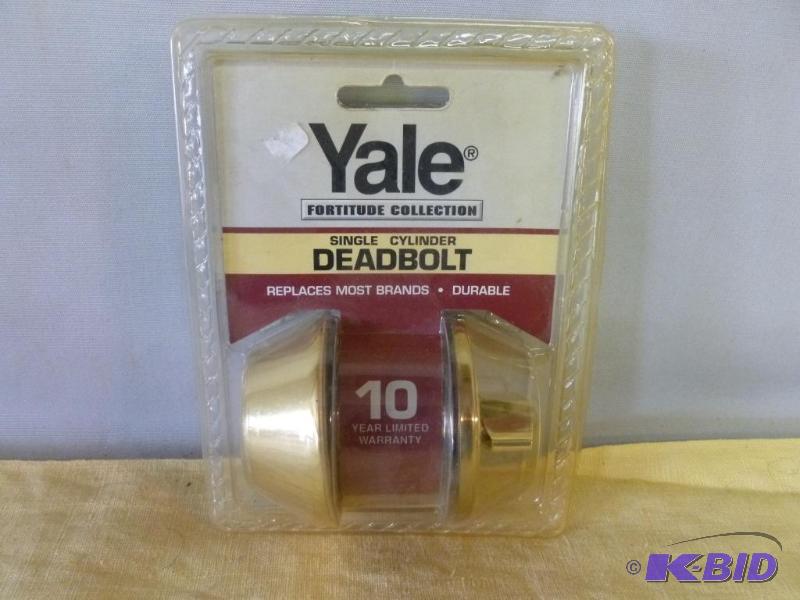 Yale®
FORTITUDE COLLECTION
SINGLE CYLINDER
DEADBOLT
REPLACES MOST BRANDS • DURABLE
10
YEAR LIMITED
WARRANTY
© K-BID